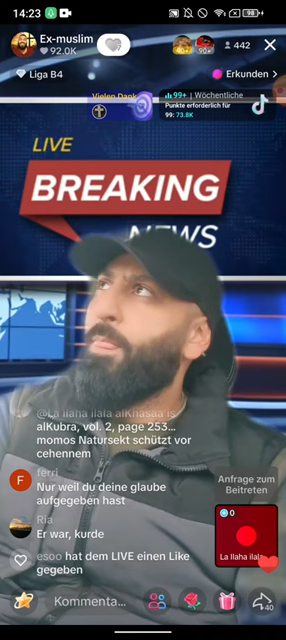 14:23
98
Ex-muslim
92.0K
442
Liga B4
Erkunden >
Vielen Dank
99+ | Wöchentliche
Punkte erforderlich für
99: 73.8K
LIVE
BREAKING
NEWS
@La Ilaha ilala alKhasaa'is
alKubra, vol. 2, page 253...
momos Natursekt schützt vor
cehennem
ferri
F
Nur weil du deine glaube
aufgegeben hast
Ria
Er war, kurde
esoo hat dem LIVE einen Like
gegeben
Anfrage zum
Beitreten
0
La Ilaha ilala
Kommenta...
40